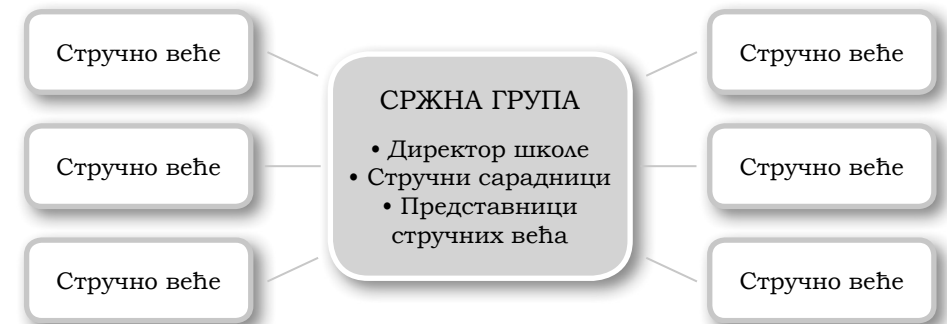 Стручно веће
Стручно веће
Стручно веће
СРЖНА ГРУПА
• Директор школе
• Стручни сарадници
• Представници
стручних већа
Стручно веће
Стручно веће
Стручно веће